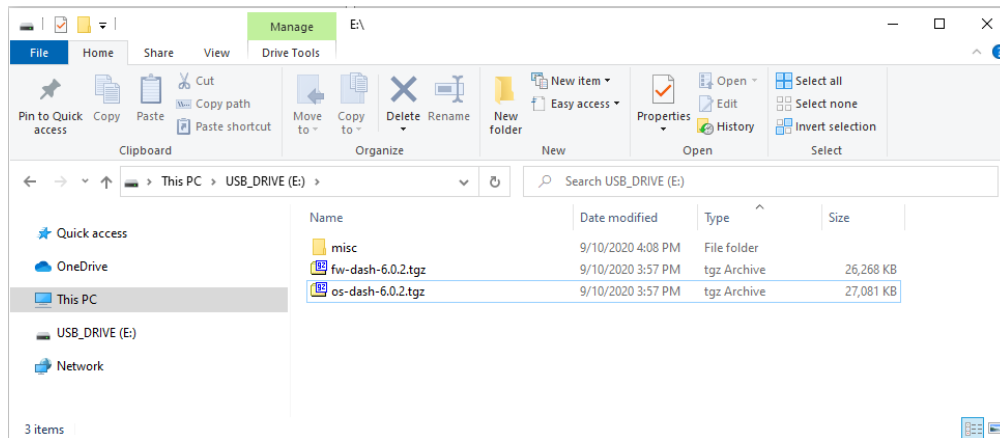 Manage E:\
File Home Share View Drive Tools
Pin to Quick access Copy Paste Cut Copy path Paste shortcut
Move to Copy to Delete Rename New folder New item Easy access
Properties Open Edit History Select all Select none Invert selection
Clipboard Organize New Open Select
This PC USB_DRIVE (E:) Search USB_DRIVE (E:)
Name Date modified Type Size
Quick access
misc 9/10/2020 4:08 PM File folder
OneDrive
fw-dash-6.0.2.tgz 9/10/2020 3:57 PM tgz Archive 26,268 KB
This PC
os-dash-6.0.2.tgz 9/10/2020 3:57 PM tgz Archive 27,081 KB
USB_DRIVE (E:)
Network
3 items